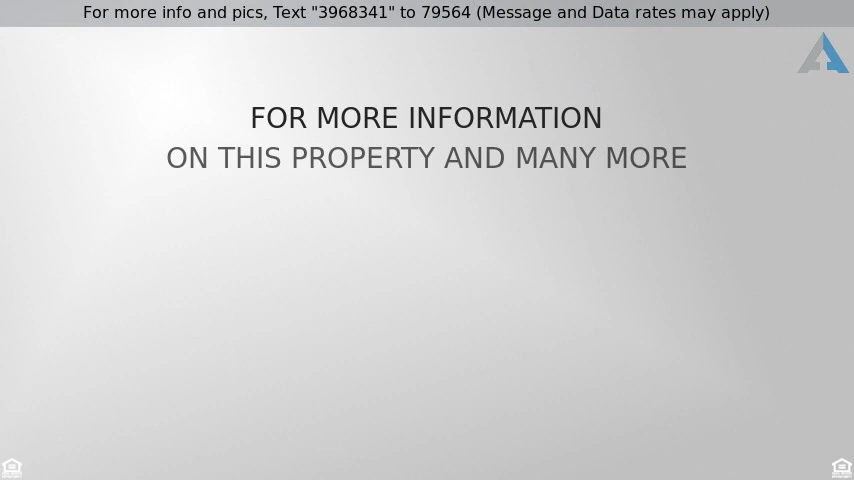 For more info and pics, Text "3968341" to 79564 (Message and Data rates may apply)
FOR MORE INFORMATION
ON THIS PROPERTY AND MANY MORE